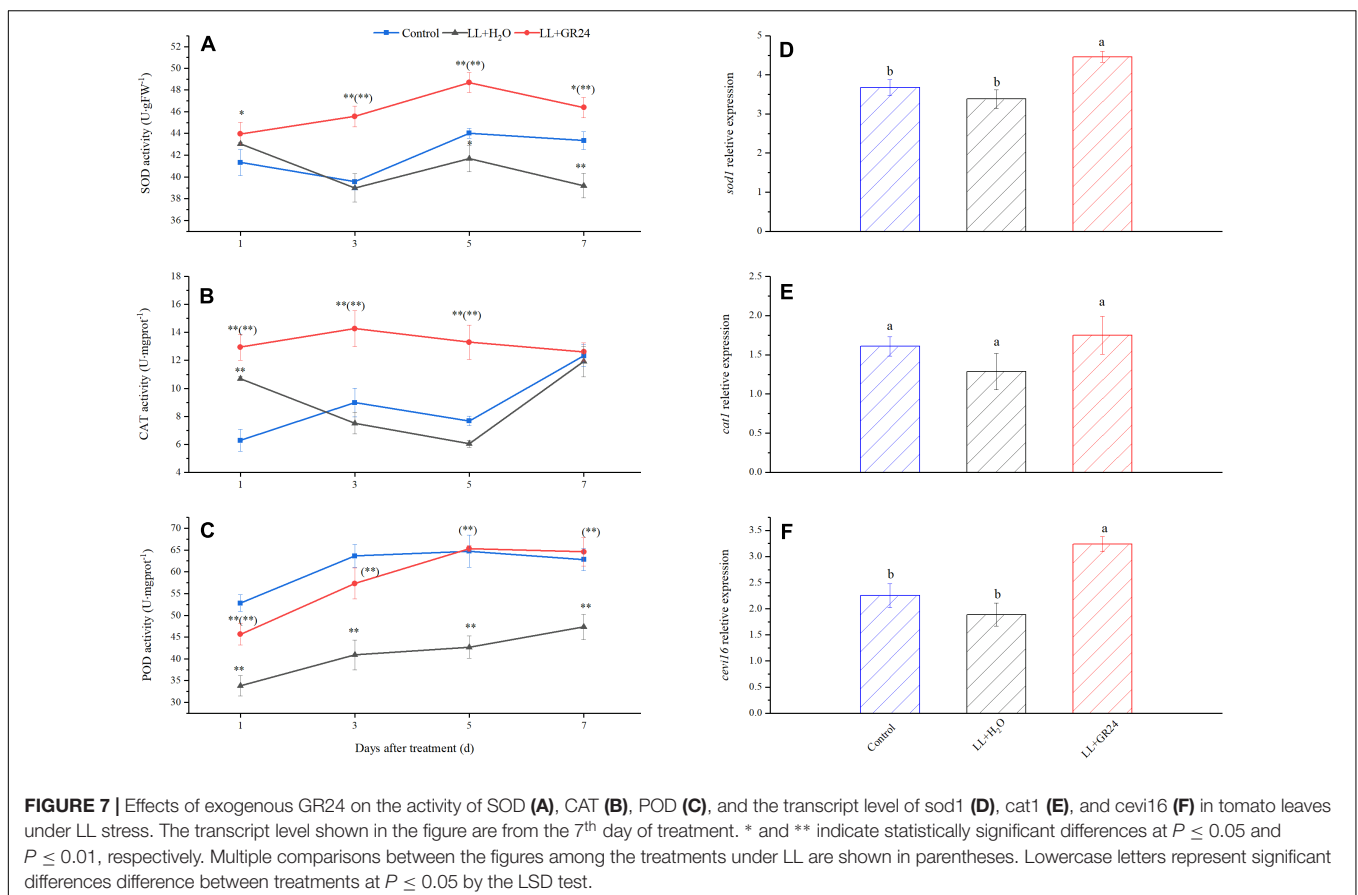 A
Control LL+H₂O LL+GR24
SOD activity (U·gFW⁻¹)
52
50
48
46
44
42
40
38
36
*
**(**)
**(**)
*(**)
*
**
1 3 5 7
B
CAT activity (U·mgprot⁻¹)
18
16
14
12
10
8
6
4
**(**)
**(**)
**(**)
**
1 3 5 7
C
POD activity (U·mgprot⁻¹)
70
65
60
55
50
45
40
35
30
(**)
(**)
(**)
**(**)
**
**
**
**
1 3 5 7
Days after treatment (d)
D
sod1 reletive expression
5
4
3
2
1
0
b b a
E
cat1 reletive expression
2.5
2.0
1.5
1.0
0.5
0.0
a a a
F
cevi16 relative expression
3.5
3.0
2.5
2.0
1.5
1.0
0.5
0.0
b b a
Control LL+H₂O LL+GR24
FIGURE 7 | Effects of exogenous GR24 on the activity of SOD (A), CAT (B), POD (C), and the transcript level of sod1 (D), cat1 (E), and cevi16 (F) in tomato leaves
under LL stress. The transcript level shown in the figure are from the 7th day of treatment. * and ** indicate statistically significant differences at P ≤ 0.05 and
P ≤ 0.01, respectively. Multiple comparisons between the figures among the treatments under LL are shown in parentheses. Lowercase letters represent significant
differences difference between treatments at P ≤ 0.05 by the LSD test.